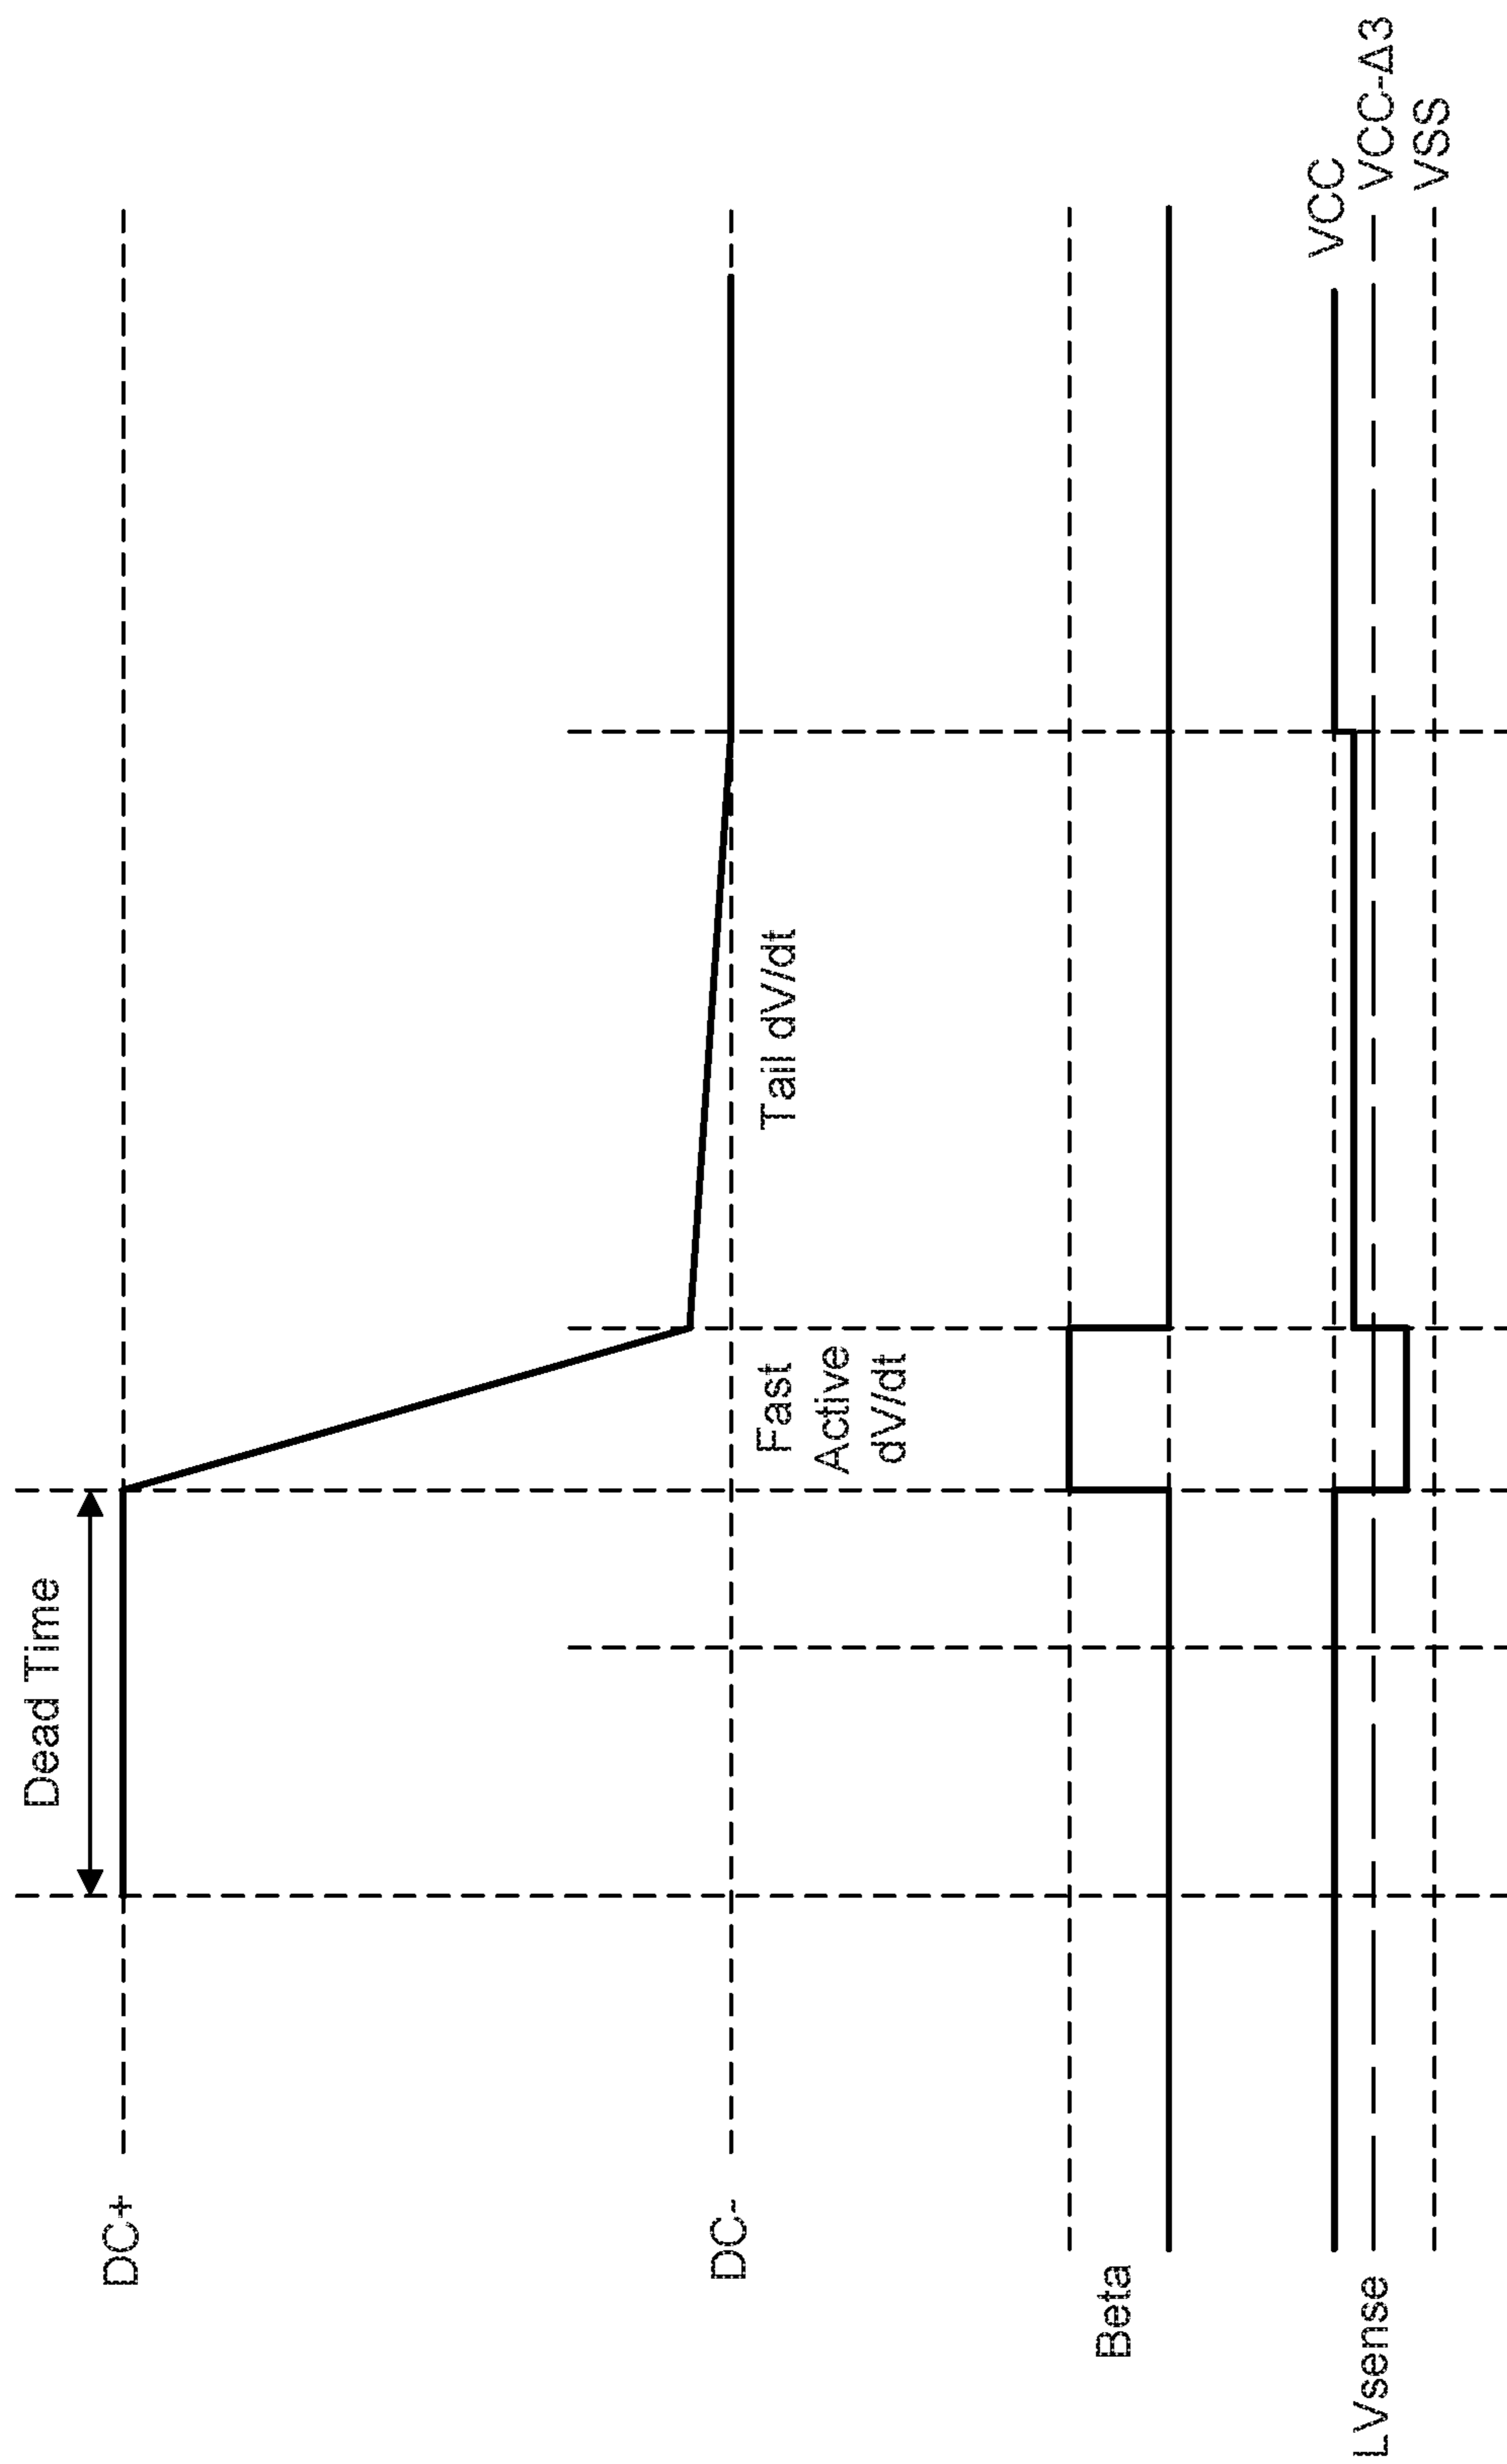 Dead Time
DC+
DC-
Fast
Active
dV/dt
Tail dV/dt
Beta
VCC
LVsense
VCC-Δ3
VSS